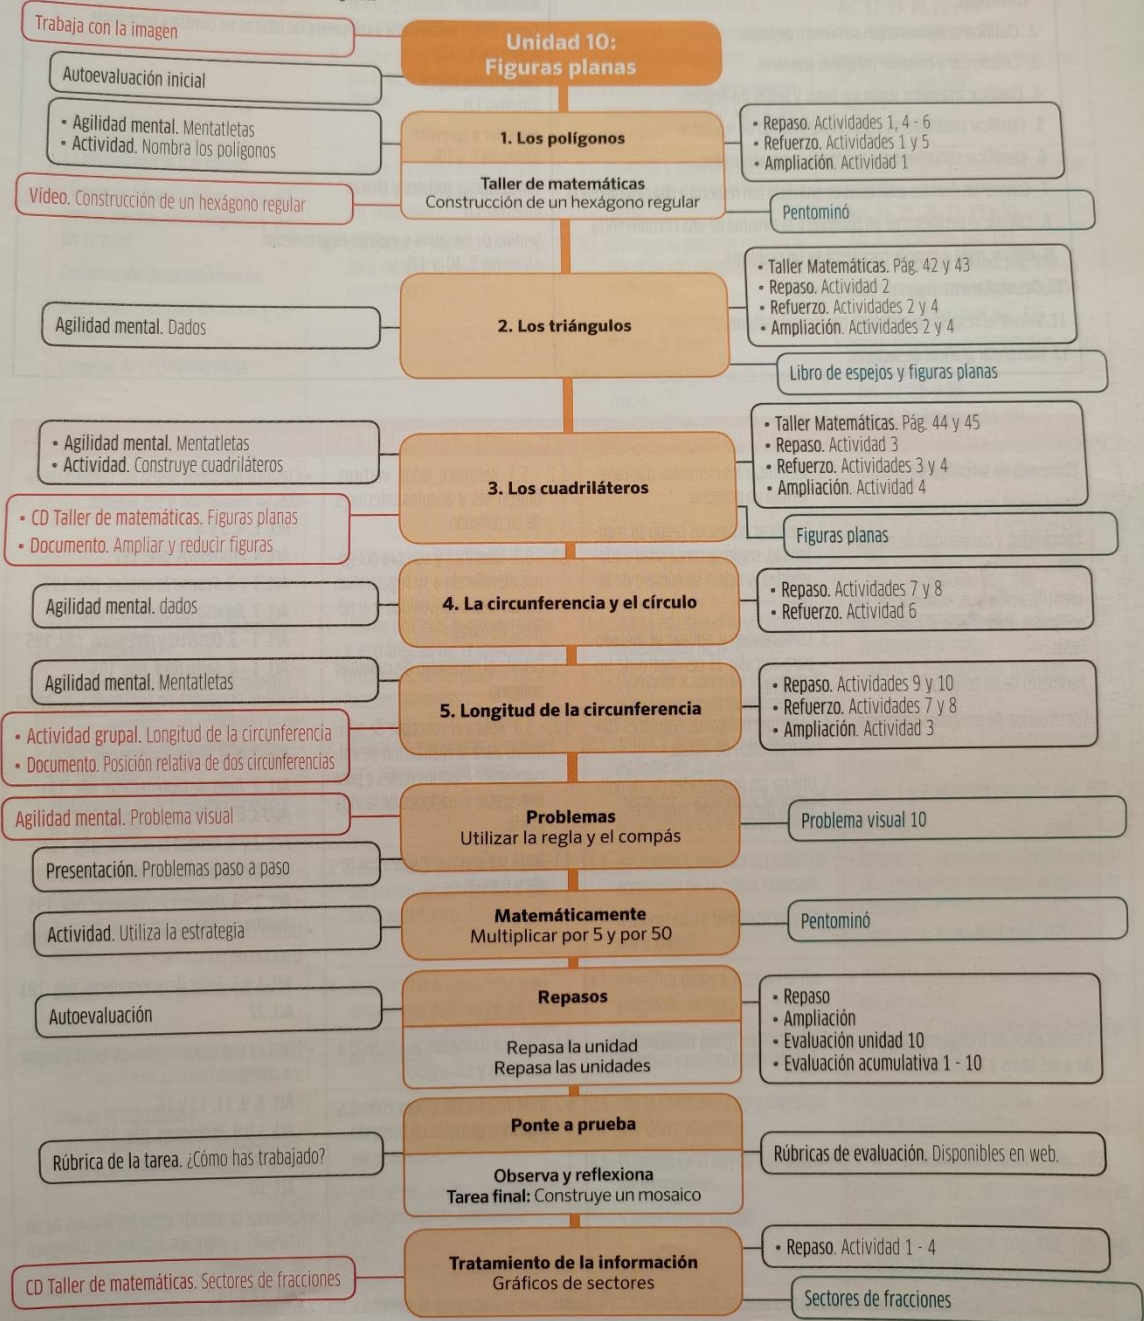 Trabaja con la imagen
Unidad 10:
Figuras planas
Autoevaluación inicial
• Agilidad mental. Mentatletas
• Actividad. Nombra los polígonos
1. Los polígonos
• Repaso. Actividades 1, 4 - 6
• Refuerzo. Actividades 1 y 5
• Ampliación. Actividad 1
Vídeo. Construcción de un hexágono regular
Taller de matemáticas
Construcción de un hexágono regular
Pentominó
Agilidad mental. Dados
2. Los triángulos
• Taller Matemáticas. Pág. 42 y 43
• Repaso. Actividad 2
• Refuerzo. Actividades 2 y 4
• Ampliación. Actividades 2 y 4
Libro de espejos y figuras planas
• Agilidad mental. Mentatletas
• Actividad. Construye cuadriláteros
3. Los cuadriláteros
• Taller Matemáticas. Pág. 44 y 45
• Repaso. Actividad 3
• Refuerzo. Actividades 3 y 4
• Ampliación. Actividad 4
• CD Taller de matemáticas. Figuras planas
• Documento. Ampliar y reducir figuras
Figuras planas
Agilidad mental. dados
4. La circunferencia y el círculo
• Repaso. Actividades 7 y 8
• Refuerzo. Actividad 6
Agilidad mental. Mentatletas
5. Longitud de la circunferencia
• Repaso. Actividades 9 y 10
• Refuerzo. Actividades 7 y 8
• Ampliación. Actividad 3
• Actividad grupal. Longitud de la circunferencia
• Documento. Posición relativa de dos circunferencias
Agilidad mental. Problema visual
Problemas
Utilizar la regla y el compás
Problema visual 10
Presentación. Problemas paso a paso
Actividad. Utiliza la estrategia
Matemáticamente
Multiplicar por 5 y por 50
Pentominó
Autoevaluación
Repasos
Repasa la unidad
Repasa las unidades
• Repaso
• Ampliación
• Evaluación unidad 10
• Evaluación acumulativa 1 - 10
Rúbrica de la tarea. ¿Cómo has trabajado?
Ponte a prueba
Observa y reflexiona
Tarea final: Construye un mosaico
Rúbricas de evaluación. Disponibles en web.
CD Taller de matemáticas. Sectores de fracciones
Tratamiento de la información
Gráficos de sectores
• Repaso. Actividad 1 - 4
Sectores de fracciones